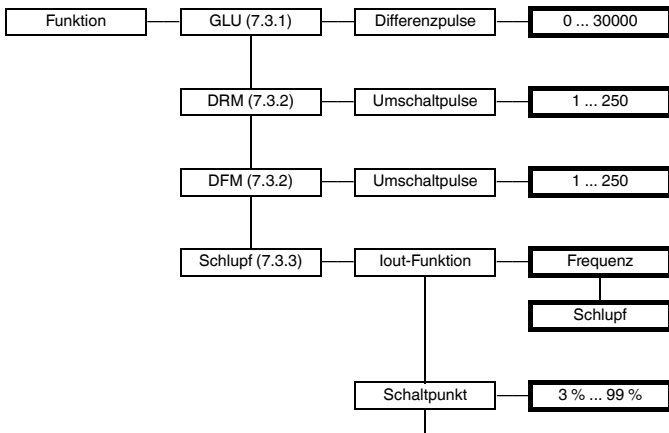 Funktion GLU (7.3.1) Differenzpulse 0 ... 30000
DRM (7.3.2) Umschaltpulse 1 ... 250
DFM (7.3.2) Umschaltpulse 1 ... 250
Schlupf (7.3.3) Iout-Funktion Frequenz
Schlupf
Schaltpunkt 3 % ... 99 %